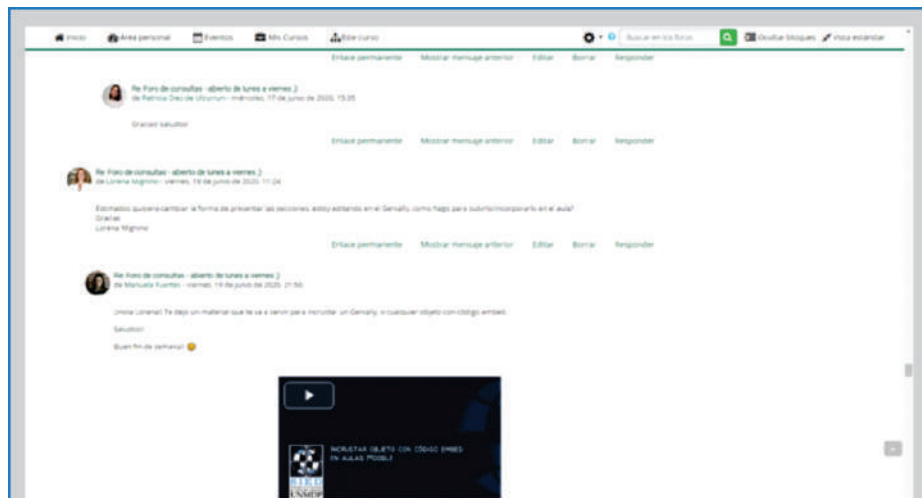 Inicio Área personal Eventos Mis Cursos Este curso Buscar en los foros Ocultar bloques Vista estándar
Enlace permanente Mostrar mensaje anterior Editar Borrar Responder
Re: Foro de consultas - abierto de lunes a viernes ;)
de Patricia Diez de Ulzurrun - miércoles, 17 de junio de 2020, 15:35
Gracias! saludos!
Enlace permanente Mostrar mensaje anterior Editar Borrar Responder
Re: Foro de consultas - abierto de lunes a viernes ;)
de Lorena Mignino - viernes, 19 de junio de 2020, 11:24
Estimados quisiera cambiar la forma de presentar las secciones, estoy editando en el Genially, como hago para subirlo/incorporarlo en el aula?
Gracias
Lorena Mignino
Enlace permanente Mostrar mensaje anterior Editar Borrar Responder
Re: Foro de consultas - abierto de lunes a viernes ;)
de Manuela Fuertes - viernes, 19 de junio de 2020, 21:50
¡Hola Lorena! Te dejo un material que te va a servir para incrustar un Genially, o cualquier objeto con código embed.
Saludos!
Buen fin de semana! 😊
INCRUSTAR OBJETO CON CÓDIGO EMBED
EN AULAS MOODLE
SIED
UNMDP